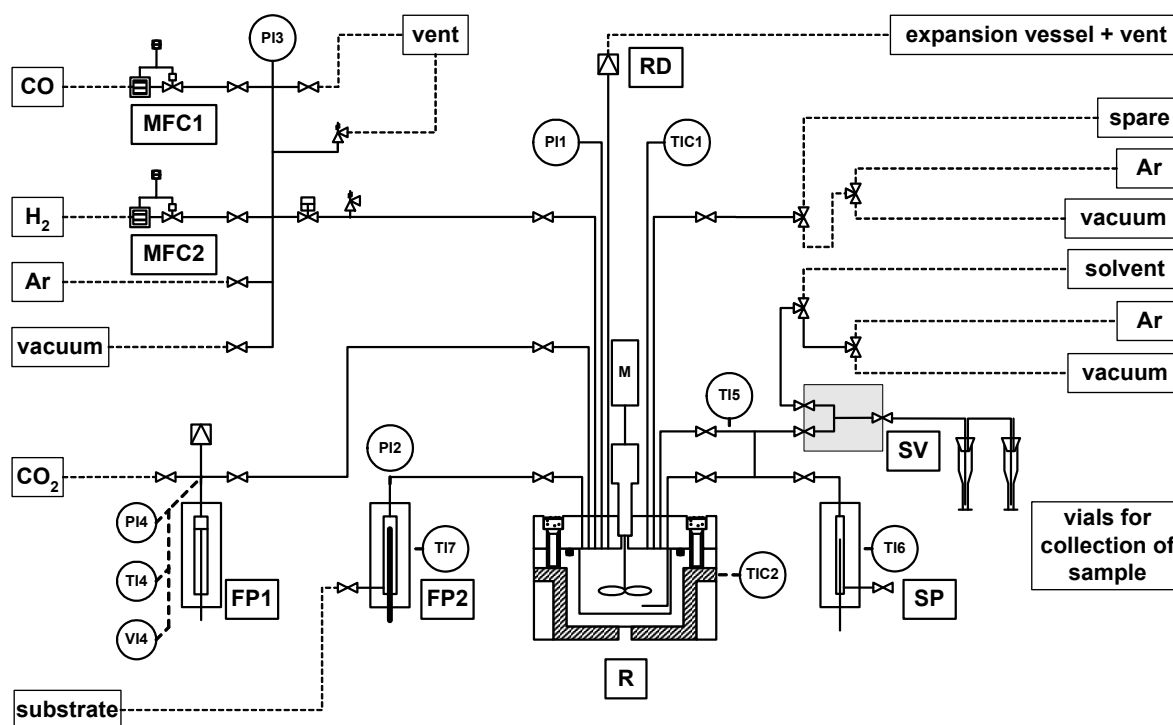 PI3
vent
expansion vessel + vent
RD
CO
MFC1
PI1
TIC1
spare
Ar
H2
MFC2
vacuum
Ar
solvent
Ar
vacuum
M
vacuum
TI5
PI2
SV
CO2
PI4
TI7
TI6
vials for
collection of
sample
TI4
FP1
FP2
TIC2
SP
VI4
R
substrate